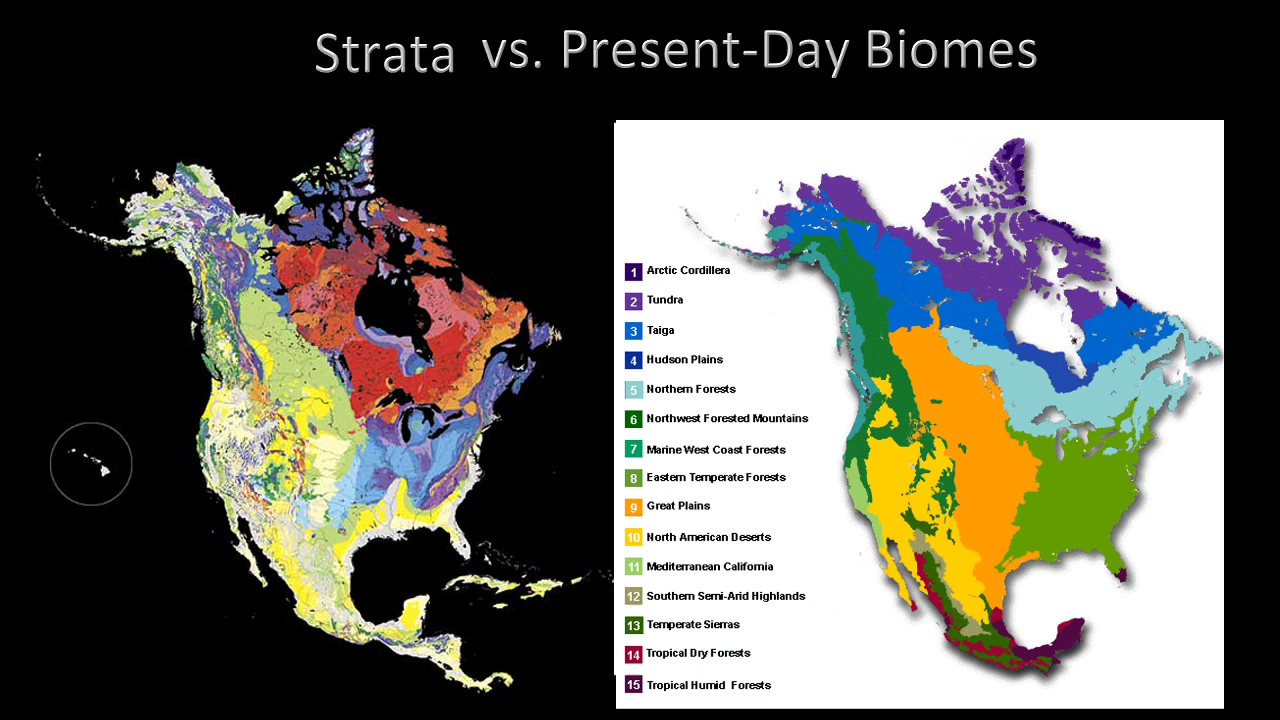 Strata vs. Present-Day Biomes
1 Arctic Cordillera
2 Tundra
3 Taiga
4 Hudson Plains
5 Northern Forests
6 Northwest Forested Mountains
7 Marine West Coast Forests
8 Eastern Temperate Forests
9 Great Plains
10 North American Deserts
11 Mediterranean California
12 Southern Semi-Arid Highlands
13 Temperate Sierras
14 Tropical Dry Forests
15 Tropical Humid Forests